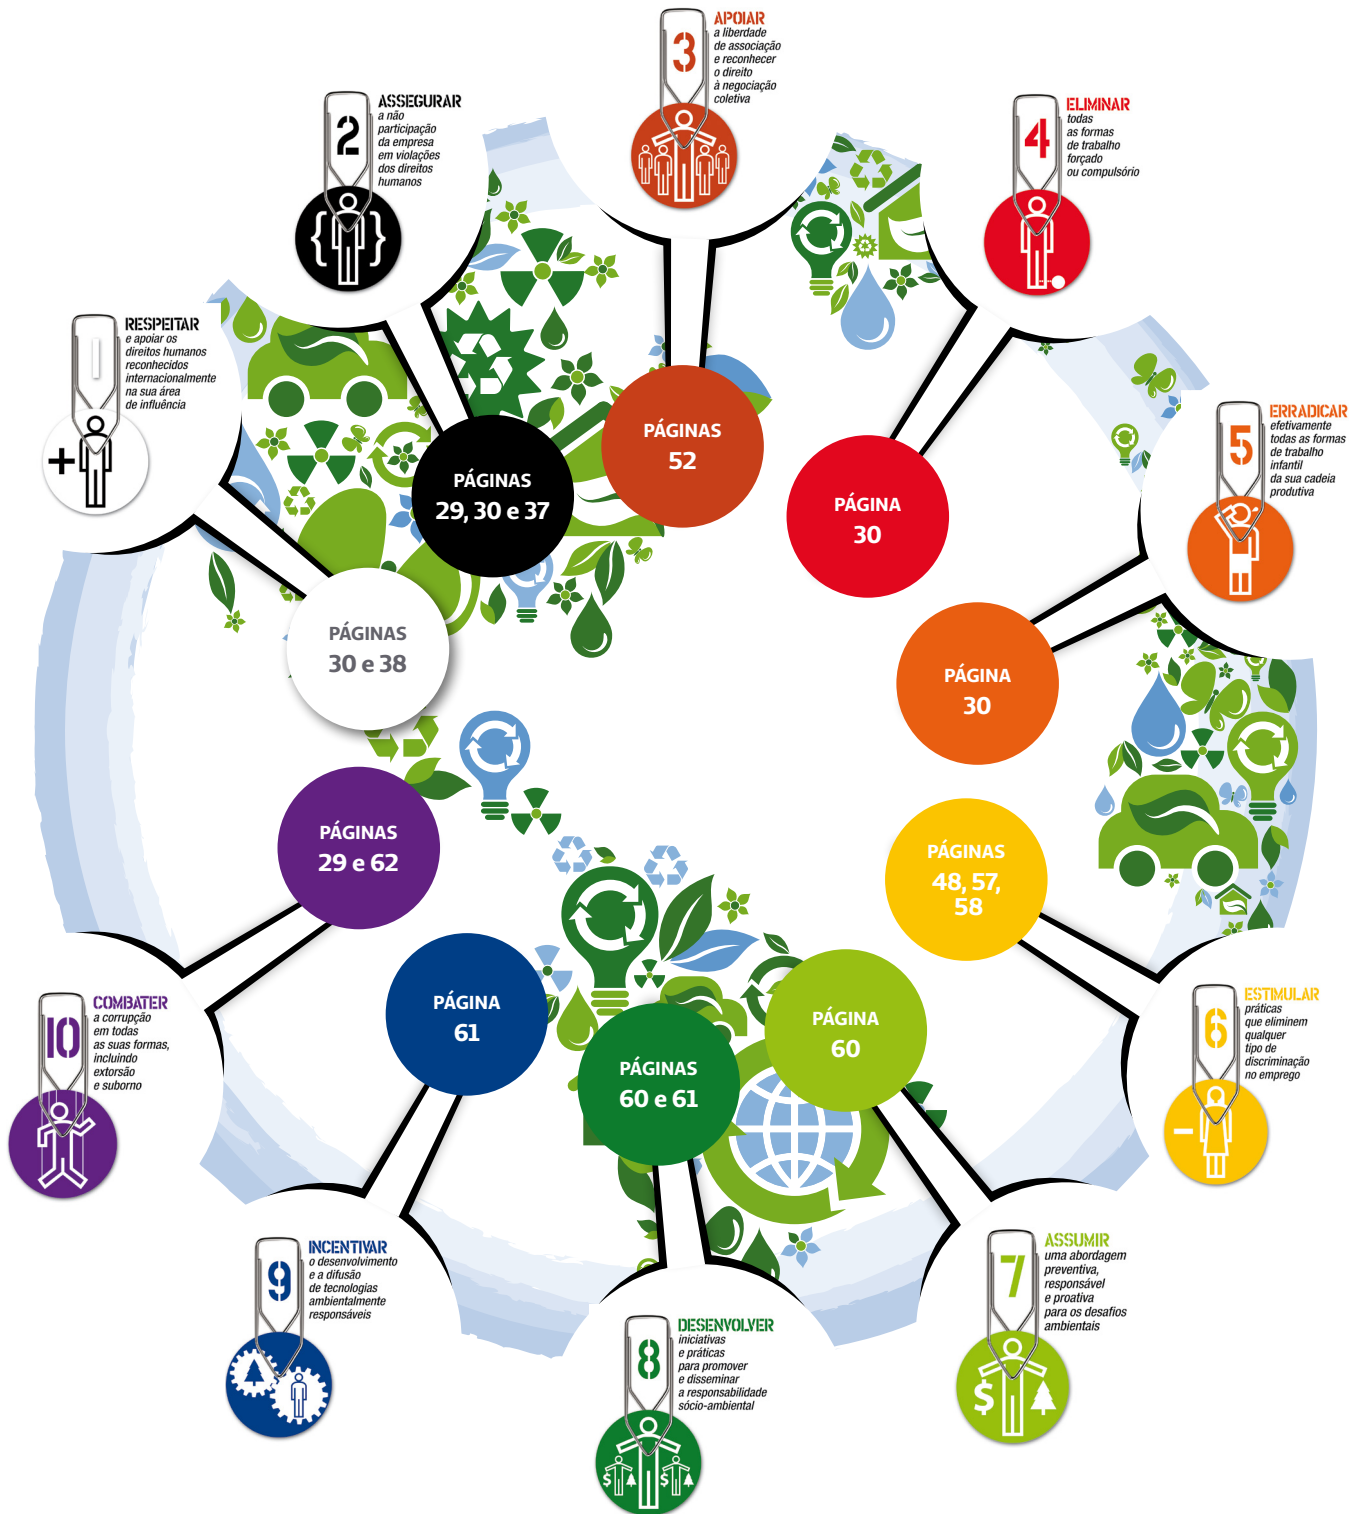 3
APOIAR
a liberdade
de associação
e reconhecer
o direito
à negociação
coletiva
2
ASSEGURAR
a não
participação
da empresa
em violações
dos direitos
humanos
4
ELIMINAR
todas
as formas
de trabalho
forçado
ou compulsório
1
RESPEITAR
e apoiar os
direitos humanos
reconhecidos
internacionalmente
na sua área
de influência
5
ERRADICAR
efetivamente
todas as formas
de trabalho
infantil
da sua cadeia
produtiva
PÁGINAS
52
PÁGINAS
29, 30 e 37
PÁGINA
30
PÁGINAS
30 e 38
PÁGINA
30
PÁGINAS
29 e 62
PÁGINAS
48, 57,
58
PÁGINA
61
PÁGINA
60
PÁGINAS
60 e 61
10
COMBATER
a corrupção
em todas
as suas formas,
incluindo
extorsão
e suborno
6
ESTIMULAR
práticas
que eliminem
qualquer
tipo de
discriminação
no emprego
9
INCENTIVAR
o desenvolvimento
e a difusão
de tecnologias
ambientalmente
responsáveis
7
ASSUMIR
uma abordagem
preventiva,
responsável
e proativa
para os desafios
ambientais
$
8
DESENVOLVER
iniciativas
e práticas
para promover
e disseminar
a responsabilidade
sócio-ambiental
$ $